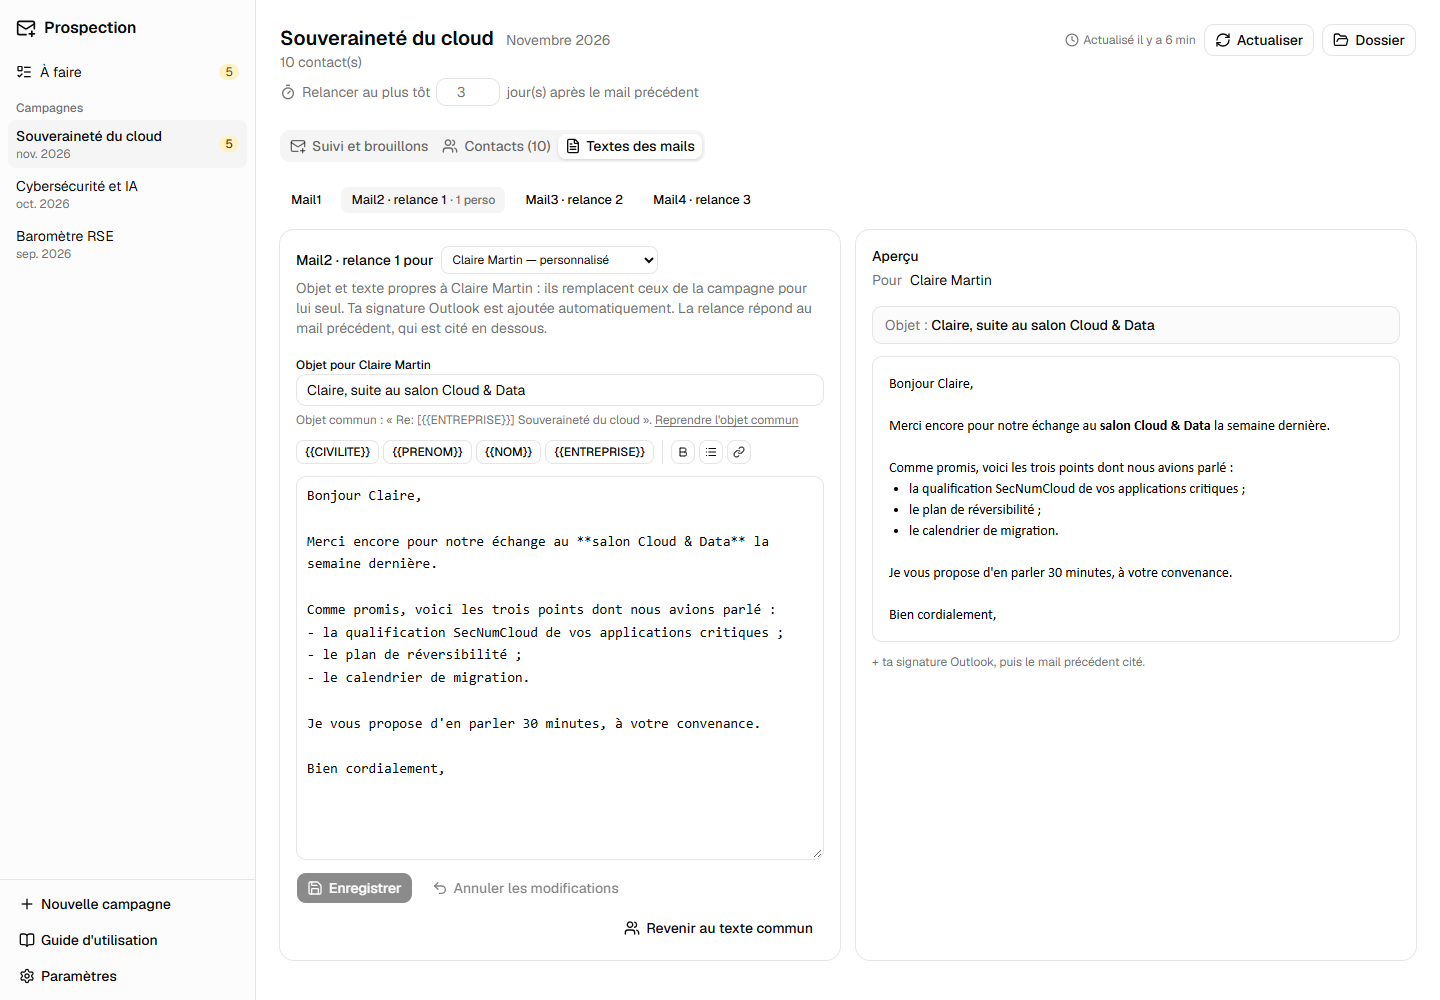 Prospection
À faire
5
Campagnes
Souveraineté du cloud
nov. 2026
5
Cybersécurité et IA
oct. 2026
Baromètre RSE
sep. 2026
Nouvelle campagne
Guide d'utilisation
Paramètres
Souveraineté du cloud Novembre 2026
Actualisé il y a 6 min
Actualiser
Dossier
10 contact(s)
Relancer au plus tôt 3 jour(s) après le mail précédent
Suivi et brouillons
Contacts (10)
Textes des mails
Mail1
Mail2 · relance 1 · 1 perso
Mail3 · relance 2
Mail4 · relance 3
Mail2 · relance 1 pour Claire Martin — personnalisé
Objet et texte propres à Claire Martin : ils remplacent ceux de la campagne pour
lui seul. Ta signature Outlook est ajoutée automatiquement. La relance répond au
mail précédent, qui est cité en dessous.
Objet pour Claire Martin
Claire, suite au salon Cloud & Data
Objet commun : « Re: [{{ENTREPRISE}}] Souveraineté du cloud ». Reprendre l'objet commun
{{CIVILITE}} {{PRENOM}} {{NOM}} {{ENTREPRISE}} B
Bonjour Claire,
Merci encore pour notre échange au **salon Cloud & Data** la
semaine dernière.
Comme promis, voici les trois points dont nous avions parlé :
- la qualification SecNumCloud de vos applications critiques ;
- le plan de réversibilité ;
- le calendrier de migration.
Je vous propose d'en parler 30 minutes, à votre convenance.
Bien cordialement,
Enregistrer
Annuler les modifications
Revenir au texte commun
Aperçu
Pour Claire Martin
Objet : Claire, suite au salon Cloud & Data
Bonjour Claire,
Merci encore pour notre échange au salon Cloud & Data la semaine dernière.
Comme promis, voici les trois points dont nous avions parlé :
• la qualification SecNumCloud de vos applications critiques ;
• le plan de réversibilité ;
• le calendrier de migration.
Je vous propose d'en parler 30 minutes, à votre convenance.
Bien cordialement,
+ ta signature Outlook, puis le mail précédent cité.